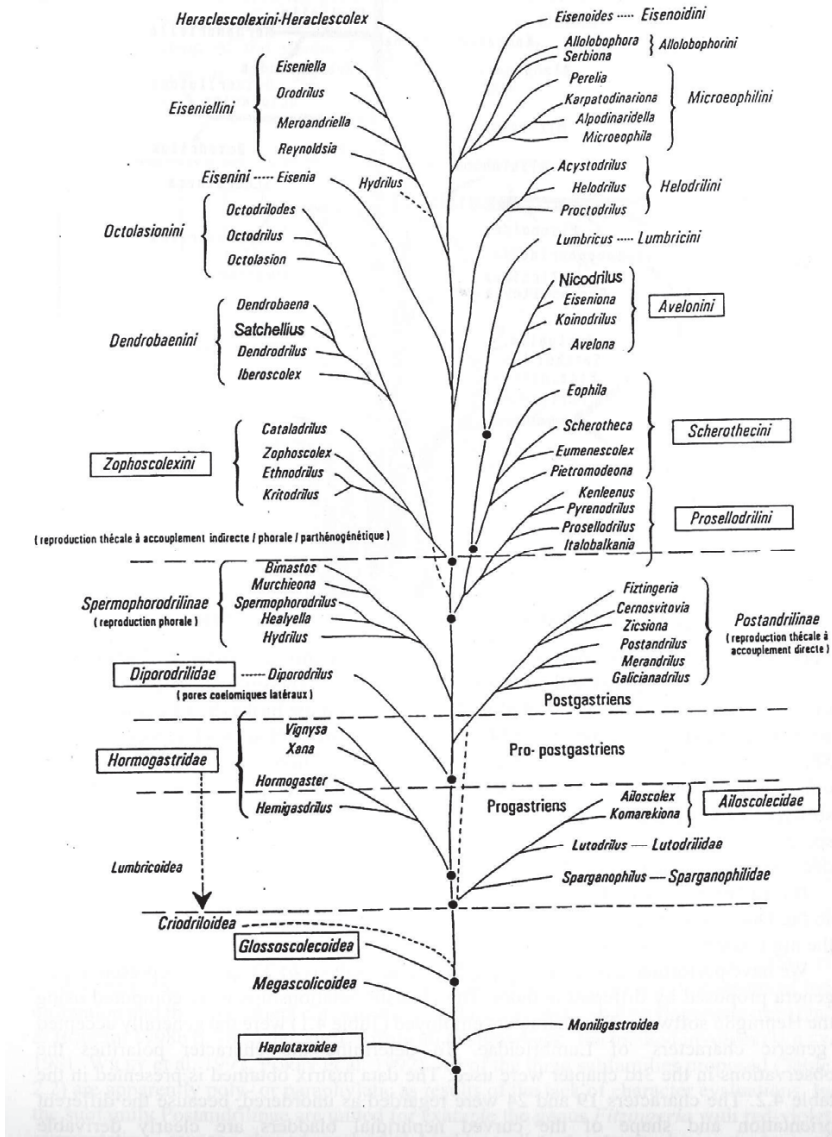 Heraclescolexini-Heraclescolex
Eisenoides ----- Eisenoidini
Allolobophora
Serbiona
Allolobophorini
Perelia
Karpatodinariona
Alpodinaridella
Microeophila
Microeophilini
Eiseniellini
Eiseniella
Orodrilus
Meroandriella
Reynoldsia
Eisenini ----- Eisenia
Hydrilus
Acystodrilus
Helodrilus
Proctodrilus
Helodrilini
Octolasionini
Octodrilodes
Octodrilus
Octolasion
Lumbricus ----- Lumbricini
Nicodrilus
Eiseniona
Koinodrilus
Avelona
Avelonini
Dendrobaenini
Dendrobaena
Satchellius
Dendrodrilus
Iberoscolex
Eophila
Scherotheca
Eumenescolex
Pietromodeona
Scherothecini
Zophoscolexini
Cataladrilus
Zophoscolex
Ethnodrilus
Kritodrilus
Kenleenus
Pyrenodrilus
Prosellodrilus
Italobalkania
Prosellodrilini
( reproduction thécale à accouplement indirecte / phorale / parthénogénétique)
Spermophorodrilinae
( reproduction phorale )
Bimastos
Murchieona
Spermophorodrilus
Healyella
Hydrilus
Fiztingeria
Cernosvitovia
Zicsiona
Postandrilus
Merandrilus
Galicianadrilus
Postandrilinae
(reproduction thécale à
accouplement directe )
Diporodrilidae ----- Diporodrilus
( pores coelomiques latéraux )
Postgastriens
Hormogastridae
Vignysa
Xana
Hormogaster
Hemigasdrilus
Pro- postgastriens
Progastriens
Ailoscolex
Komarekiona
Ailoscolecidae
Lutodrilus — Lutodrilidae
Sparganophilus — Sparganophilidae
Lumbricoidea
Criodriloidea
Glossoscolecoidea
Megascolicoidea
Moniligastroidea
Haplotaxoidea